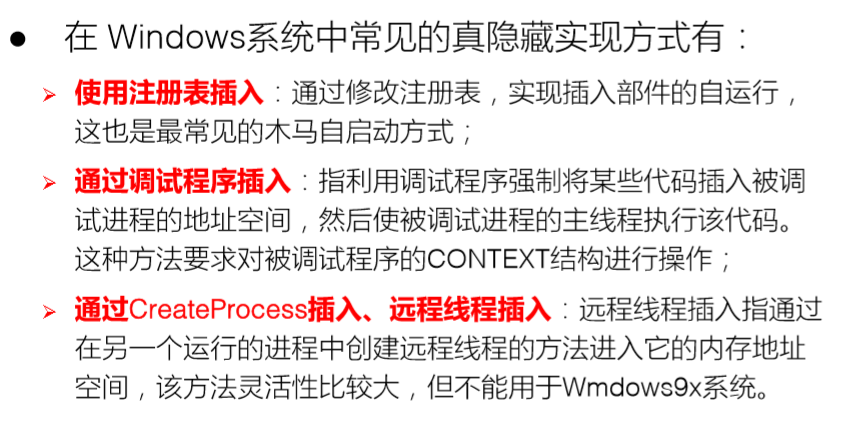 ● 在 Windows系统中常见的真隐藏实现方式有：
➢ 使用注册表插入：通过修改注册表，实现插入部件的自运行，
这也是最常见的木马自启动方式；
➢ 通过调试程序插入：指利用调试程序强制将某些代码插入被调
试进程的地址空间，然后使被调试进程的主线程执行该代码。
这种方法要求对被调试程序的CONTEXT结构进行操作；
➢ 通过CreateProcess插入、远程线程插入：远程线程插入指通过
在另一个运行的进程中创建远程线程的方法进入它的内存地址
空间，该方法灵活性比较大，但不能用于Wmdows9x系统。